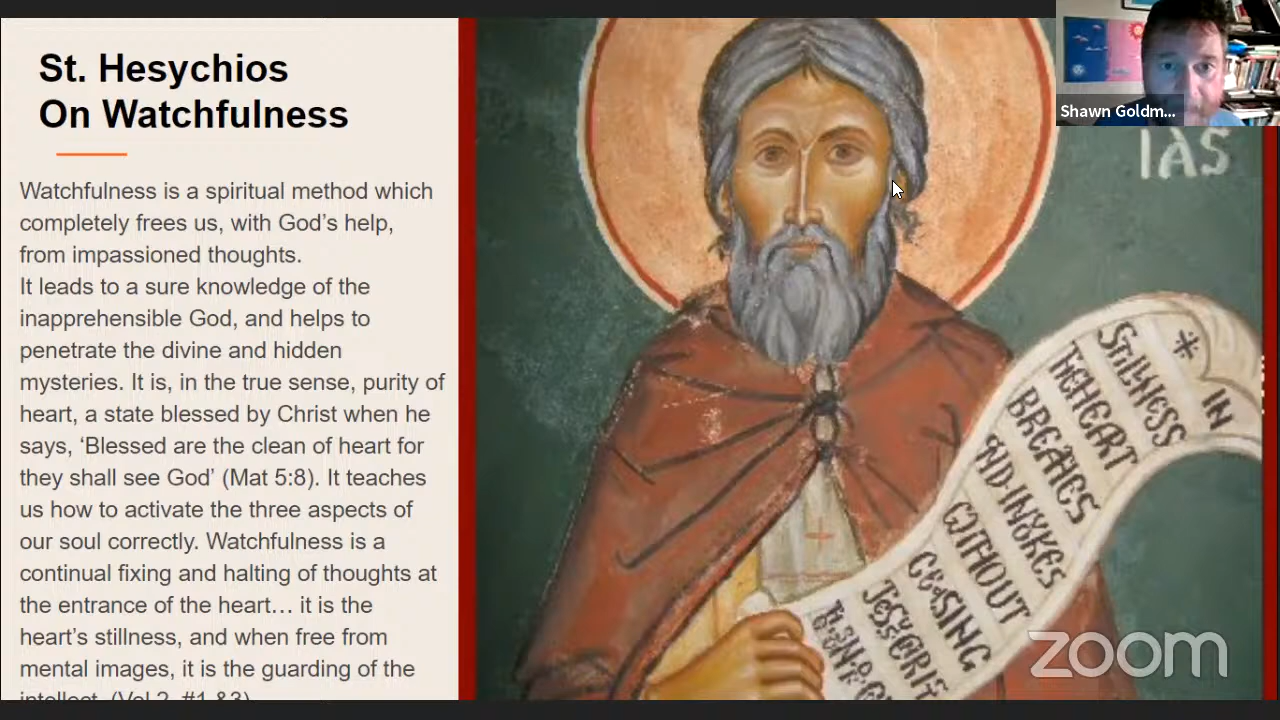 St. Hesychios
On Watchfulness
Watchfulness is a spiritual method which
completely frees us, with God’s help,
from impassioned thoughts.
It leads to a sure knowledge of the
inapprehensible God, and helps to
penetrate the divine and hidden
mysteries. It is, in the true sense, purity of
heart, a state blessed by Christ when he
says, ‘Blessed are the clean of heart for
they shall see God’ (Mat 5:8). It teaches
us how to activate the three aspects of
our soul correctly. Watchfulness is a
continual fixing and halting of thoughts at
the entrance of the heart… it is the
heart’s stillness, and when free from
mental images, it is the guarding of the
intellect. (Vol 2, #1 &3)
Shawn Goldm...
IAS
* IN
STILLNESS
THE HEART
BREATHES
AND INVOKES
WITHOUT
CEASING
zoom